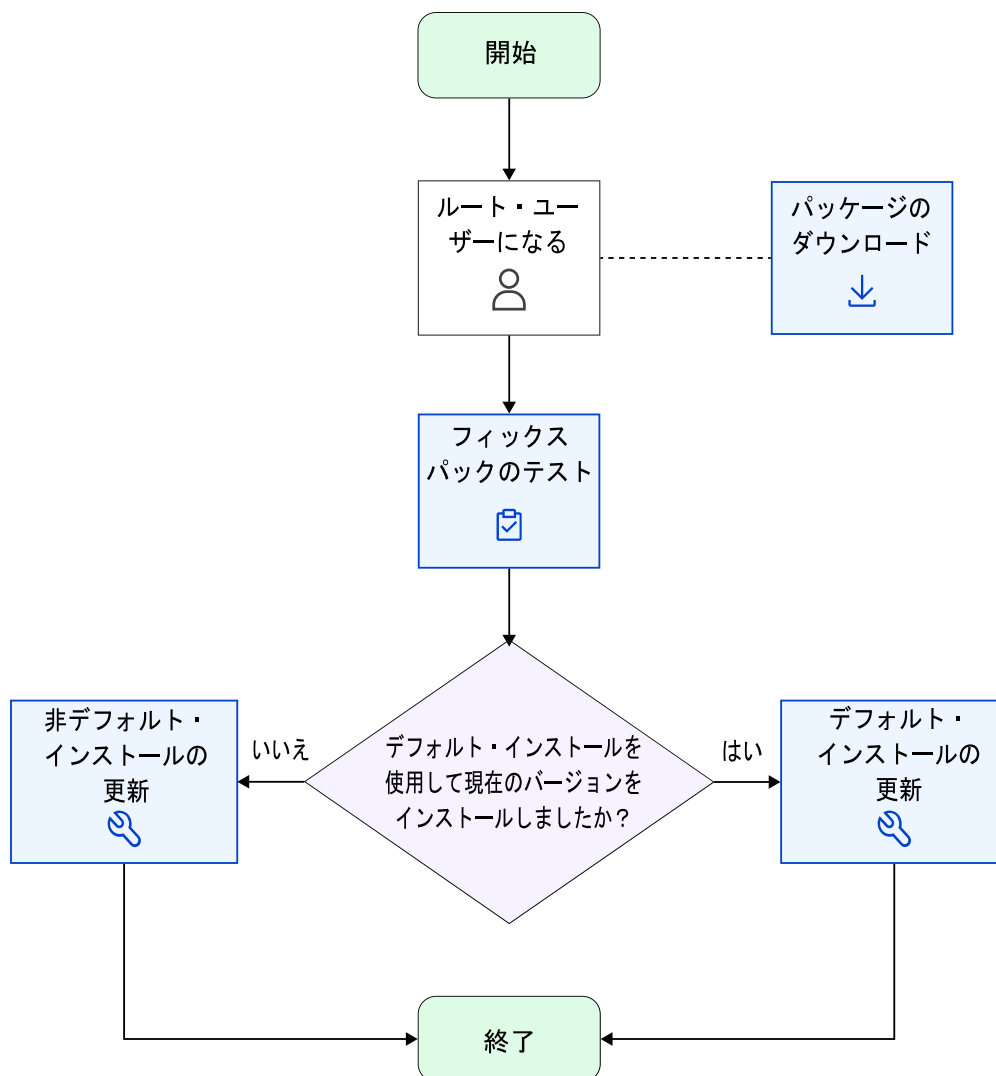 開始
ルート・ユー
ザーになる
パッケージの
ダウンロード
フィックス
パックのテスト
デフォルト・インストールを
使用して現在のバージョンを
インストールしましたか？
いいえ
はい
非デフォルト・
インストールの
更新
デフォルト・
インストールの
更新
終了